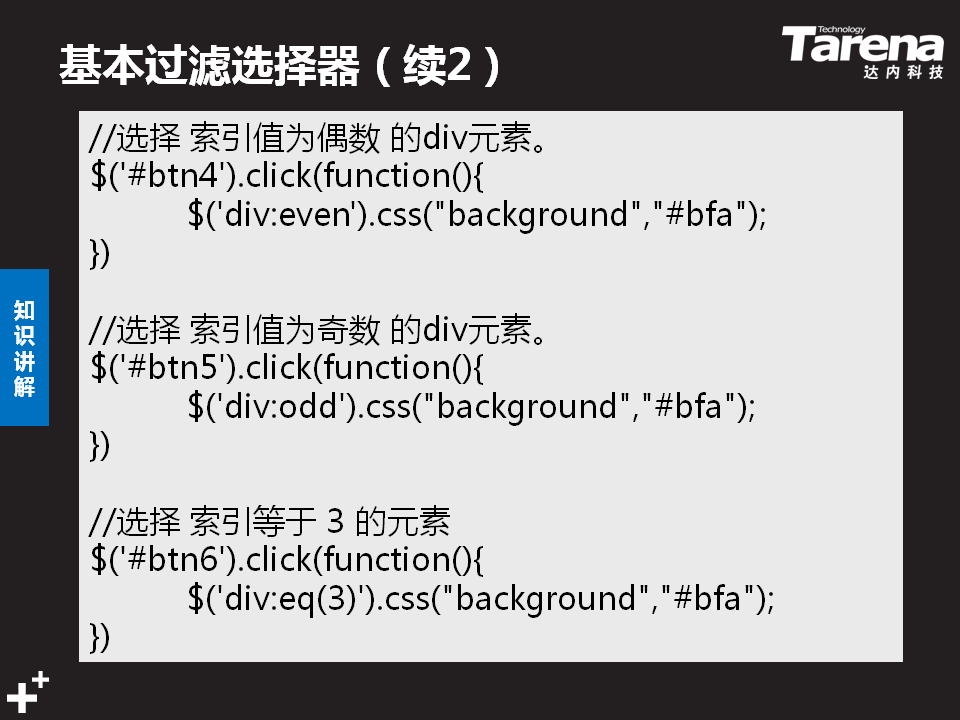 基本过滤选择器（续2）
Technology
Tarena
达内科技
//选择 索引值为偶数 的div元素。
$('#btn4').click(function(){
$('div:even').css("background","#bfa");
})
//选择 索引值为奇数 的div元素。
$('#btn5').click(function(){
$('div:odd').css("background","#bfa");
})
//选择 索引等于 3 的元素
$('#btn6').click(function(){
$('div:eq(3)').css("background","#bfa");
})
知识讲解